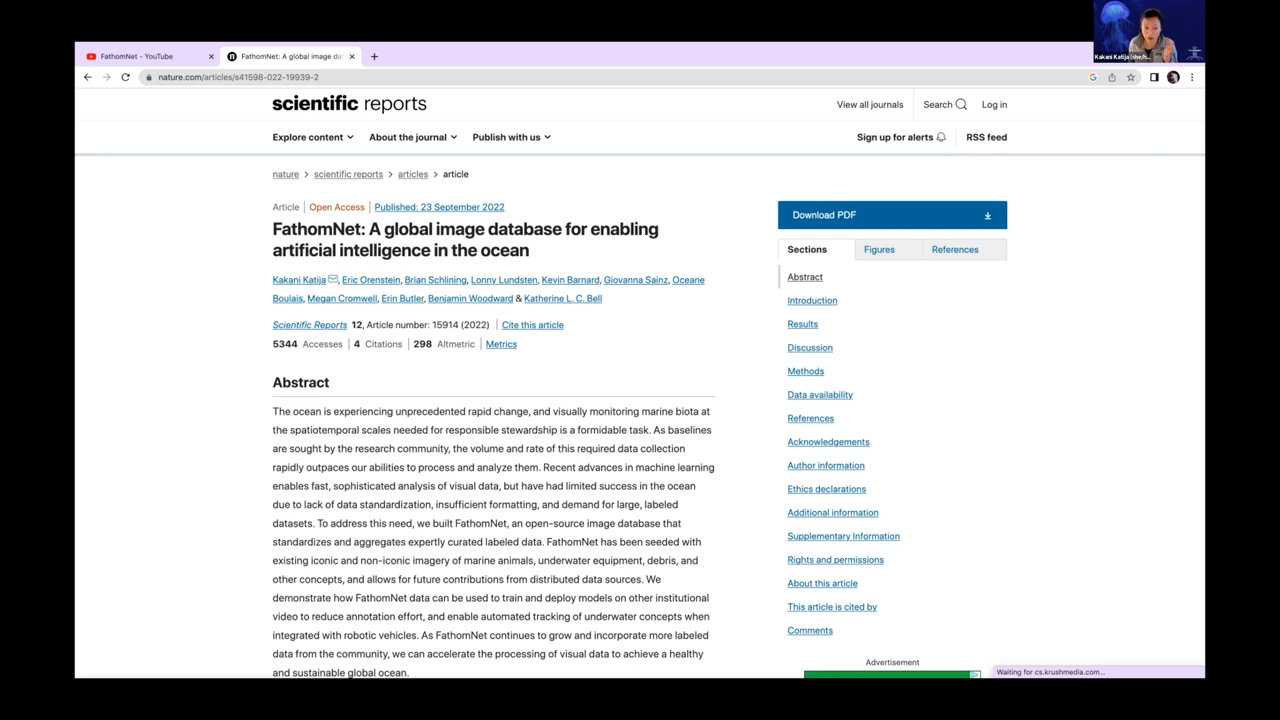 FathomNet - YouTube
FathomNet: A global image dat
nature.com/articles/s41598-022-19939-2
Kakani Katija (she/h...
scientific reports
View all journals
Search
Log in
Explore content
About the journal
Publish with us
Sign up for alerts
RSS feed
nature > scientific reports > articles > article
Article | Open Access | Published: 23 September 2022
FathomNet: A global image database for enabling
artificial intelligence in the ocean
Kakani Katija, Eric Orenstein, Brian Schlining, Lonny Lundsten, Kevin Barnard, Giovanna Sainz, Oceane
Boulais, Megan Cromwell, Erin Butler, Benjamin Woodward & Katherine L. C. Bell
Scientific Reports 12, Article number: 15914 (2022) | Cite this article
5344 Accesses | 4 Citations | 298 Altmetric | Metrics
Abstract
The ocean is experiencing unprecedented rapid change, and visually monitoring marine biota at
the spatiotemporal scales needed for responsible stewardship is a formidable task. As baselines
are sought by the research community, the volume and rate of this required data collection
rapidly outpaces our abilities to process and analyze them. Recent advances in machine learning
enables fast, sophisticated analysis of visual data, but have had limited success in the ocean
due to lack of data standardization, insufficient formatting, and demand for large, labeled
datasets. To address this need, we built FathomNet, an open-source image database that
standardizes and aggregates expertly curated labeled data. FathomNet has been seeded with
existing iconic and non-iconic imagery of marine animals, underwater equipment, debris, and
other concepts, and allows for future contributions from distributed data sources. We
demonstrate how FathomNet data can be used to train and deploy models on other institutional
video to reduce annotation effort, and enable automated tracking of underwater concepts when
integrated with robotic vehicles. As FathomNet continues to grow and incorporate more labeled
data from the community, we can accelerate the processing of visual data to achieve a healthy
and sustainable global ocean.
Download PDF
Sections
Figures
References
Abstract
Introduction
Results
Discussion
Methods
Data availability
References
Acknowledgements
Author information
Ethics declarations
Additional information
Supplementary Information
Rights and permissions
About this article
This article is cited by
Comments
Advertisement
Waiting for cs.krushmedia.com...